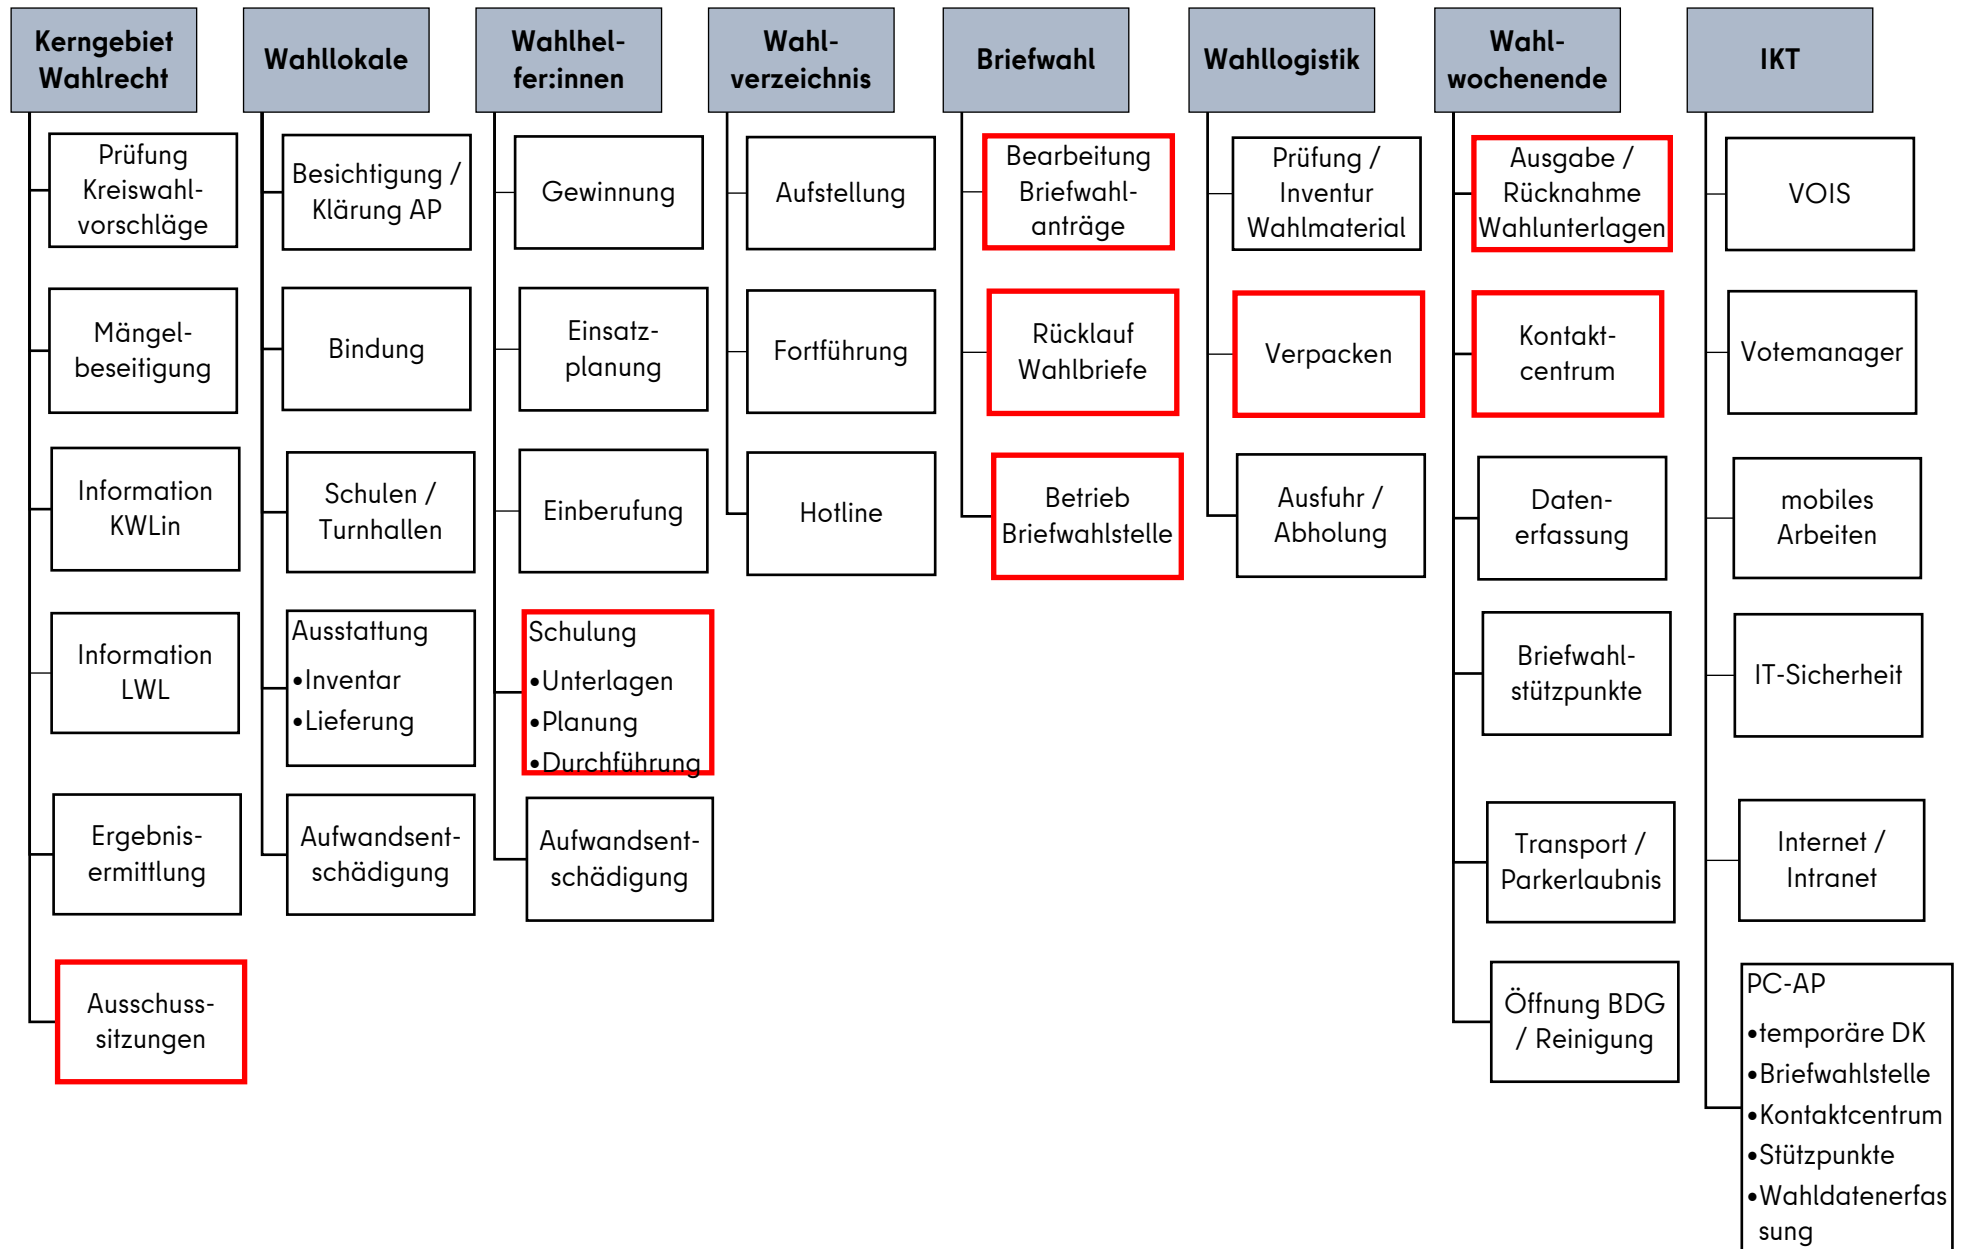 Kerngebiet
Wahlrecht
Prüfung
Kreiswahl-
vorschläge
Mängel-
beseitigung
Information
KWLin
Information
LWL
Ergebnis-
ermittlung
Ausschuss-
sitzungen
Wahllokale
Besichtigung /
Klärung AP
Bindung
Schulen /
Turnhallen
Ausstattung
•Inventar
•Lieferung
Aufwandsent-
schädigung
Wahlhel-
fer:innen
Gewinnung
Einsatz-
planung
Einberufung
Schulung
•Unterlagen
•Planung
•Durchführung
Aufwandsent-
schädigung
Wahl-
verzeichnis
Aufstellung
Fortführung
Hotline
Briefwahl
Bearbeitung
Briefwahl-
anträge
Rücklauf
Wahlbriefe
Betrieb
Briefwahlstelle
Wahllogistik
Prüfung /
Inventur
Wahlmaterial
Verpacken
Ausfuhr /
Abholung
Wahl-
wochenende
Ausgabe /
Rücknahme
Wahlunterlagen
Kontakt-
centrum
Daten-
erfassung
Briefwahl-
stützpunkte
Transport /
Parkerlaubnis
Öffnung BDG
/ Reinigung
IKT
VOIS
Votemanager
mobiles
Arbeiten
IT-Sicherheit
Internet /
Intranet
PC-AP
•temporäre DK
•Briefwahlstelle
•Kontaktcentrum
•Stützpunkte
•Wahldatenerfas
sung